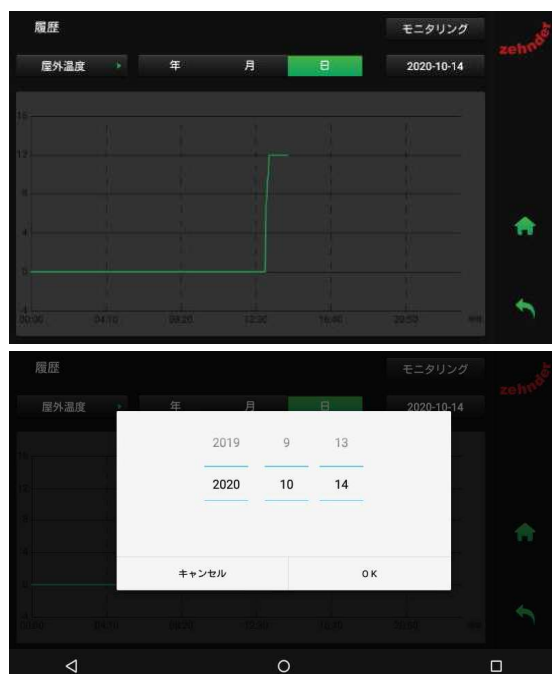 履歴
モニタリング
zehnder
屋外温度
年
月
日
2020-10-14
16
12
8
4
0
-4
00:00
04:10
08:20
12:30
16:40
20:50
履歴
モニタリング
zehnder
屋外温度
年
月
日
2020-10-14
2019 9 13
2020 10 14
キャンセル
OK